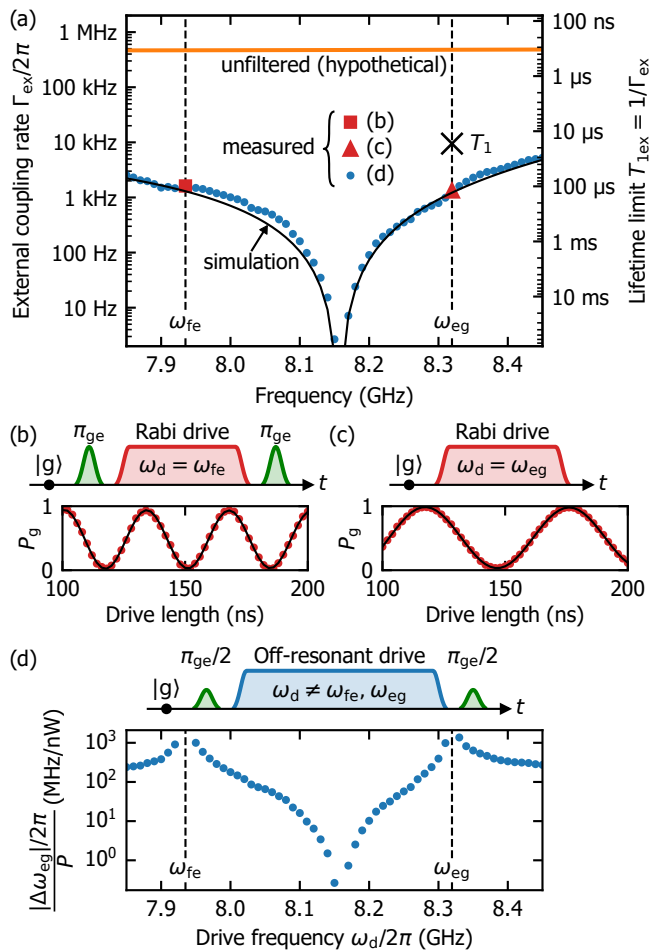 (a)
External coupling rate Γex/2π
1 MHz
100 kHz
10 kHz
1 kHz
100 Hz
10 Hz
unfiltered (hypothetical)
measured
(b)
(c)
(d)
T1
simulation
ωfe
ωeg
100 ns
1 μs
10 μs
100 μs
1 ms
10 ms
Lifetime limit T1ex = 1/Γex
7.9 8.0 8.1 8.2 8.3 8.4
Frequency (GHz)
(b)
πge Rabi drive πge
|g⟩ ωd = ωfe t
Pg
1
0
100 150 200
Drive length (ns)
(c)
Rabi drive
|g⟩ ωd = ωeg t
Pg
1
0
100 150 200
Drive length (ns)
(d)
πge/2 Off-resonant drive πge/2
|g⟩ ωd ≠ ωfe, ωeg t
|Δωeg|/2π
P
(MHz/nW)
10³
10²
10¹
10⁰
ωfe
ωeg
7.9 8.0 8.1 8.2 8.3 8.4
Drive frequency ωd/2π (GHz)